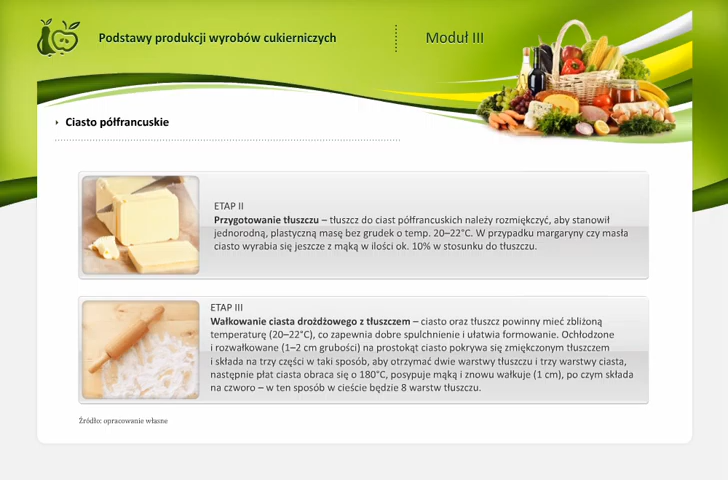 Podstawy produkcji wyrobów cukierniczych
Moduł III
Ciasto półfrancuskie
ETAP II
Przygotowanie tłuszczu – tłuszcz do ciast półfrancuskich należy rozmiękczyć, aby stanowił
jednorodną, plastyczną masę bez grudek o temp. 20–22°C. W przypadku margaryny czy masła
ciasto wyrabia się jeszcze z mąką w ilości ok. 10% w stosunku do tłuszczu.
ETAP III
Wałkowanie ciasta drożdżowego z tłuszczem – ciasto oraz tłuszcz powinny mieć zbliżoną
temperaturę (20–22°C), co zapewnia dobre spulchnienie i ułatwia formowanie. Ochłodzone
i rozwałkowane (1–2 cm grubości) na prostokąt ciasto pokrywa się zmiękczonym tłuszczem
i składa na trzy części w taki sposób, aby otrzymać dwie warstwy tłuszczu i trzy warstwy ciasta,
następnie płat ciasta obraca się o 180°C, posypuje mąką i znowu wałkuje (1 cm), po czym składa
na czworo – w ten sposób w cieście będzie 8 warstw tłuszczu.
Źródło: opracowanie własne